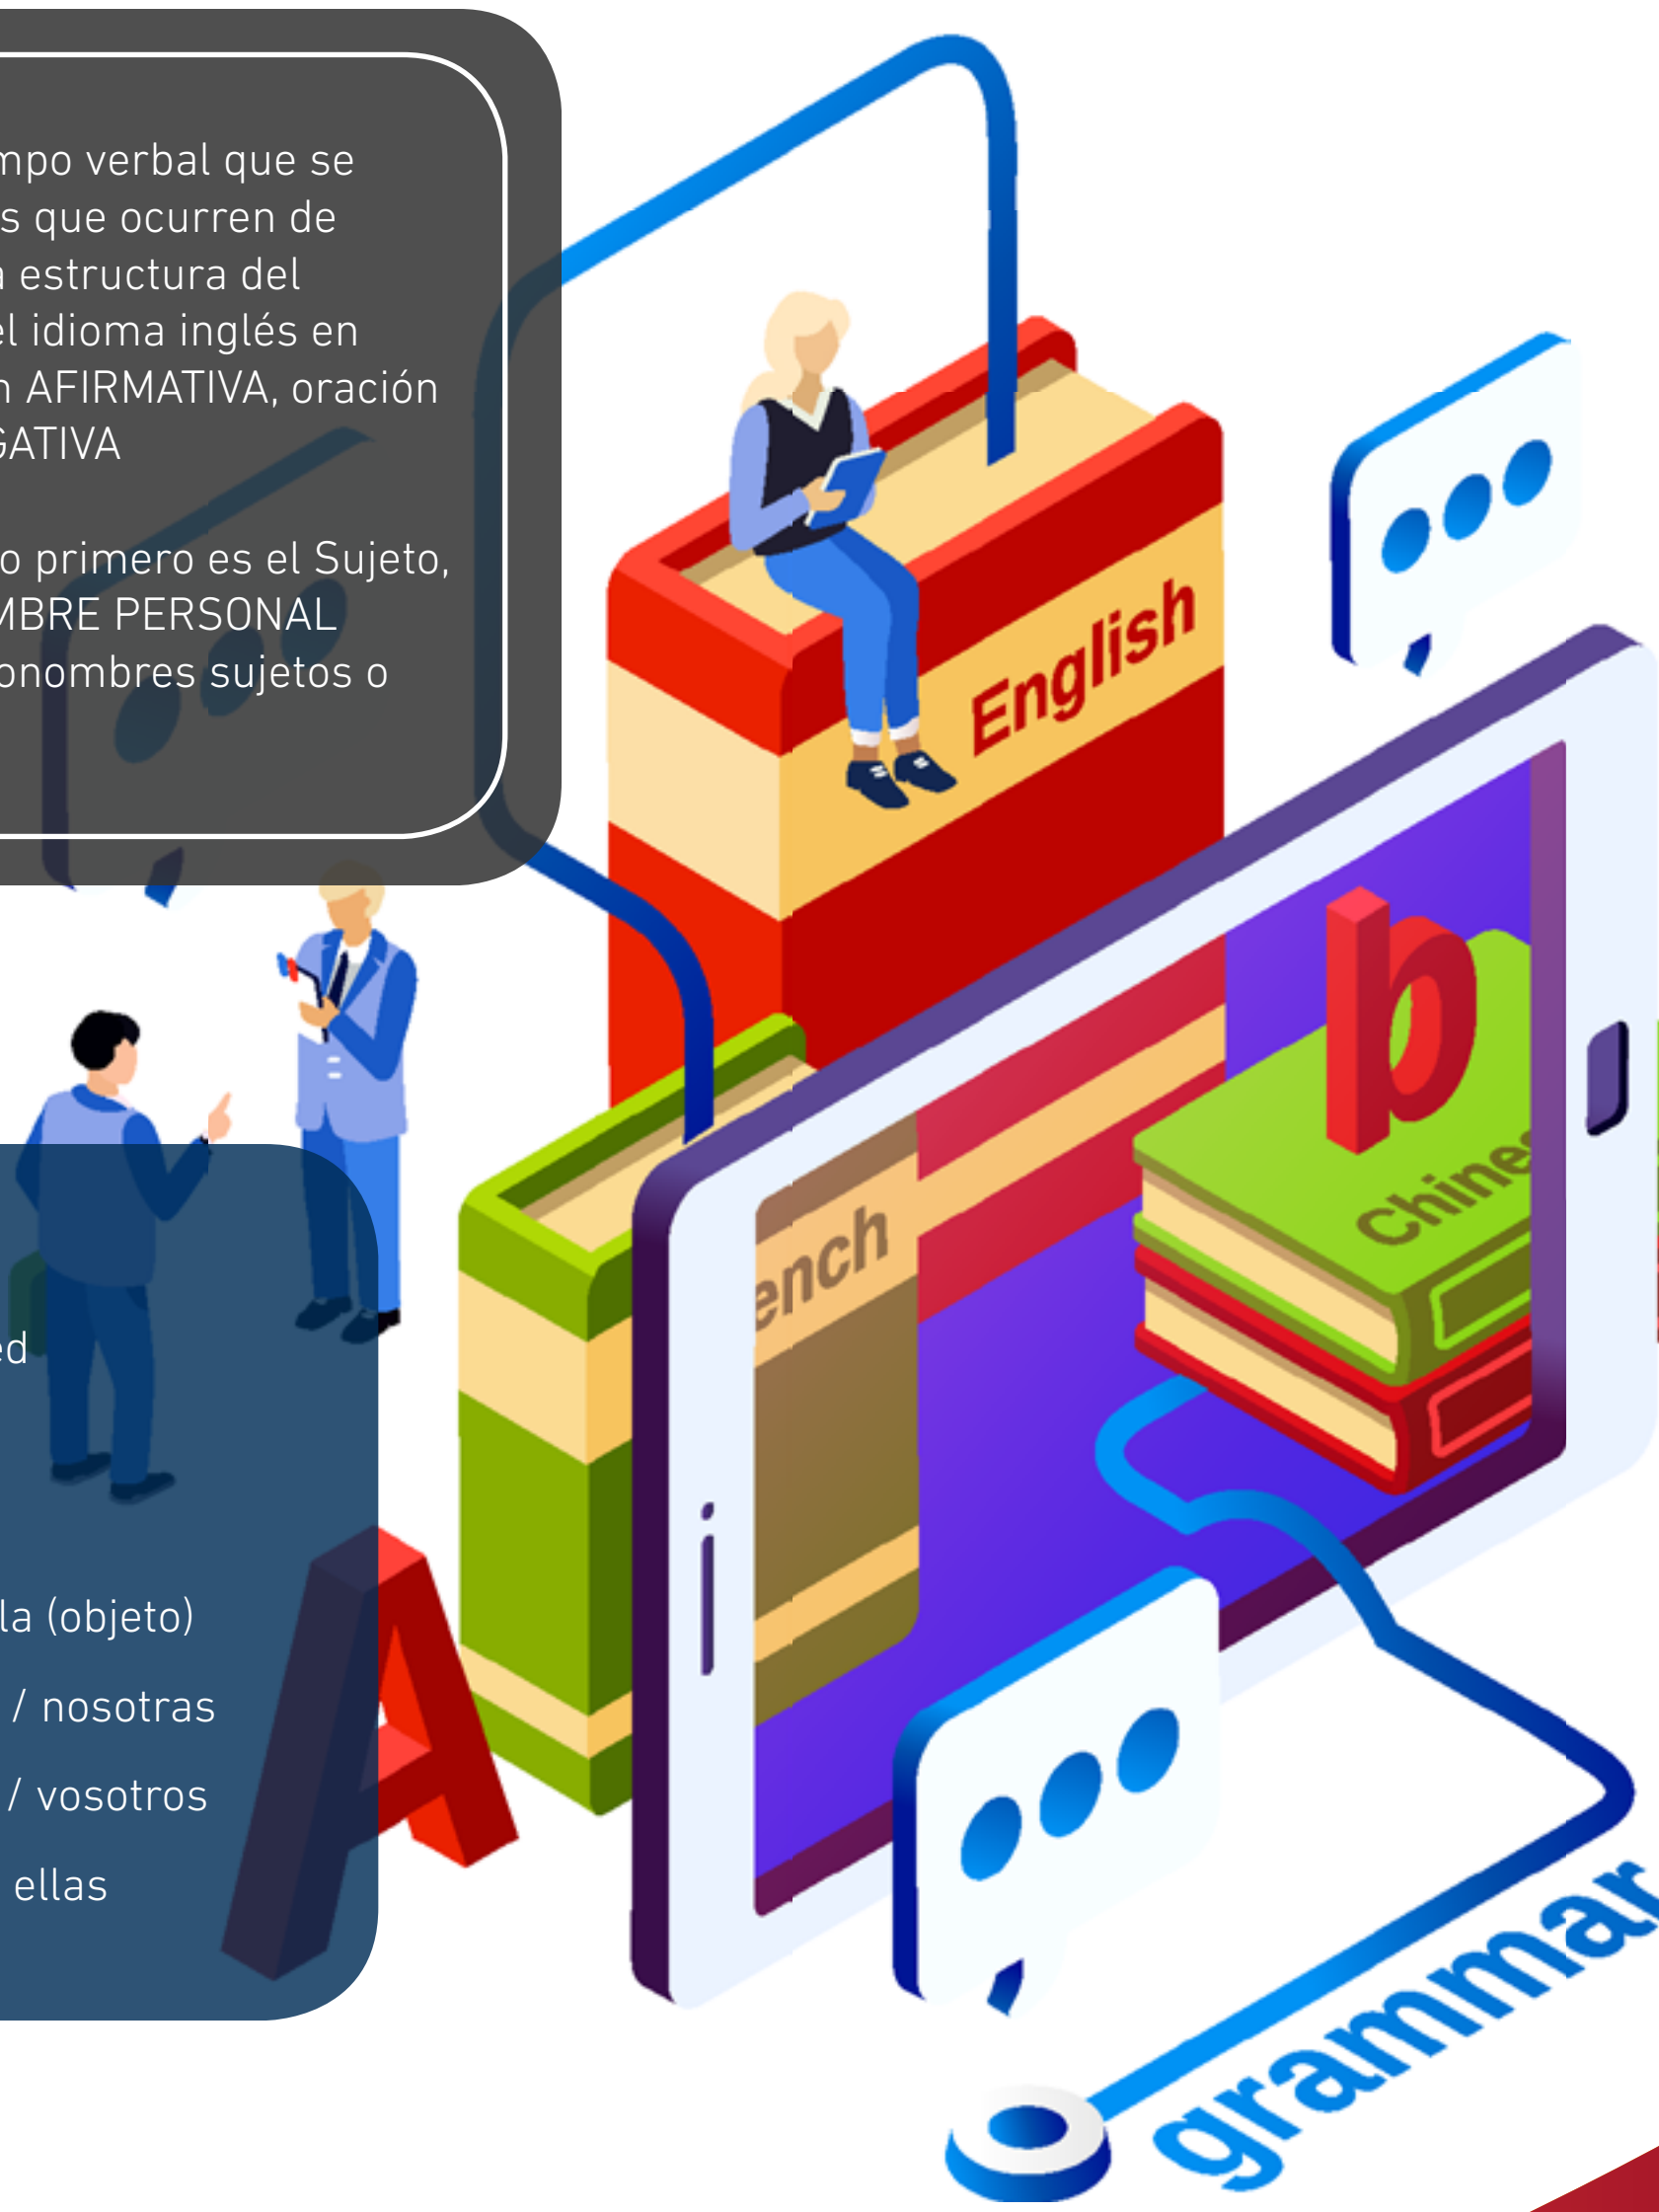 mpo verbal que se
s que ocurren de
a estructura del
el idioma inglés en
n AFIRMATIVA, oración
GATIVA
o primero es el Sujeto,
MBRE PERSONAL
onombres sujetos o
English
b
Chines
ench
ed
la (objeto)
/ nosotras
/ vosotros
ellas
A
grammar